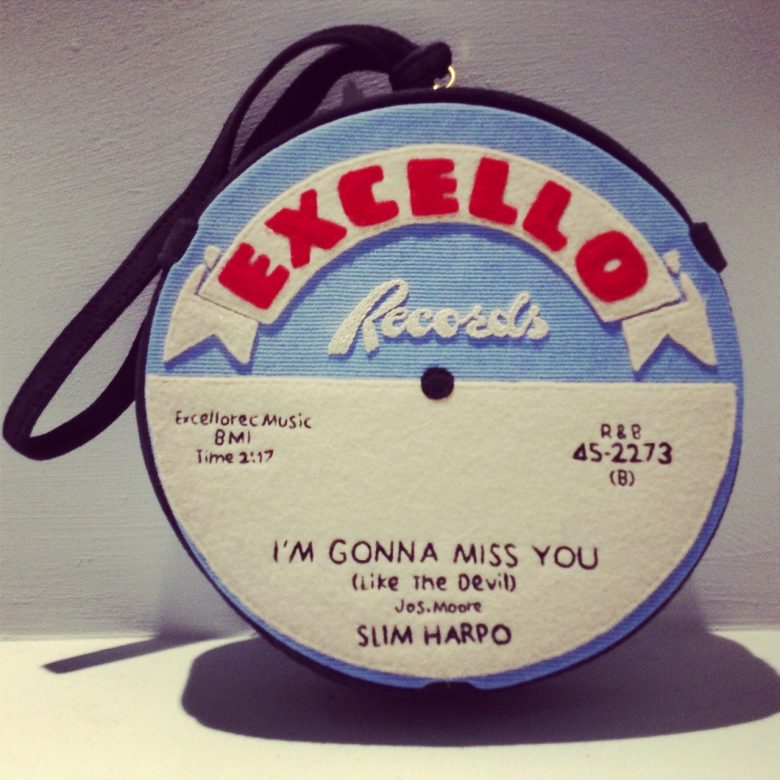 EXCELLO
Records
Excellorec Music
BMI
Time 2:17
R & B
45-2273
(B)
I'M GONNA MISS YOU
(Like The Devil)
Jos. Moore
SLIM HARPO